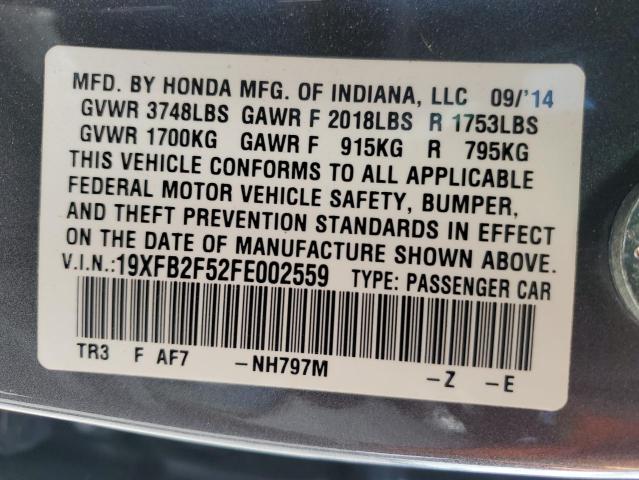 MFD. BY HONDA MFG. OF INDIANA, LLC 09/'14
GVWR 3748LBS GAWR F 2018LBS R 1753LBS
GVWR 1700KG GAWR F 915KG R 795KG
THIS VEHICLE CONFORMS TO ALL APPLICABLE
FEDERAL MOTOR VEHICLE SAFETY, BUMPER,
AND THEFT PREVENTION STANDARDS IN EFFECT
ON THE DATE OF MANUFACTURE SHOWN ABOVE.
V.I.N.:19XFB2F52FE002559 TYPE: PASSENGER CAR
TR3 F AF7 -NH797M -Z -E